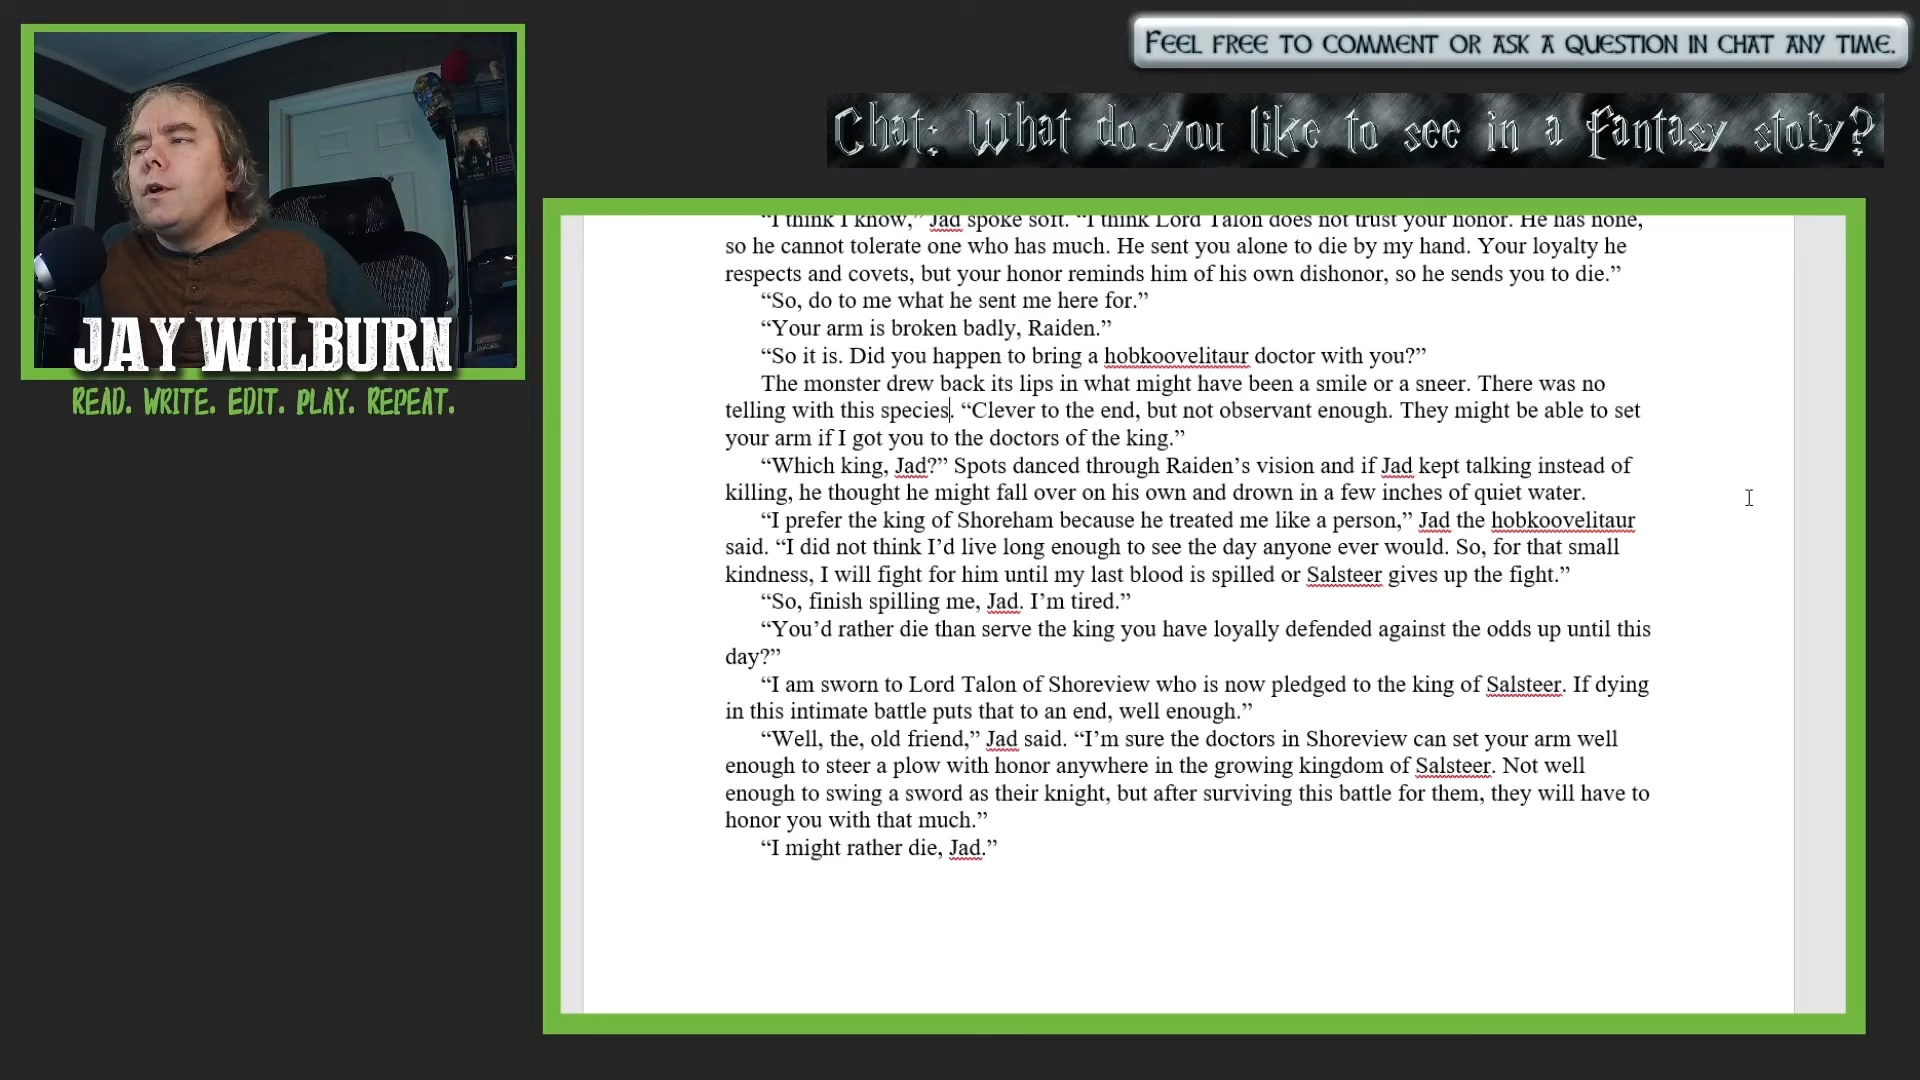 FEEL FREE TO COMMENT OR ASK A QUESTION IN CHAT ANY TIME.
Chat: What do you like to see in a fantasy story?
JAY WILBURN
READ. WRITE. EDIT. PLAY. REPEAT.
“I think I know,” Jad spoke soft. “I think Lord Talon does not trust your honor. He has none,
so he cannot tolerate one who has much. He sent you alone to die by my hand. Your loyalty he
respects and covets, but your honor reminds him of his own dishonor, so he sends you to die.”
“So, do to me what he sent me here for.”
“Your arm is broken badly, Raiden.”
“So it is. Did you happen to bring a hobkoovelitaur doctor with you?”
The monster drew back its lips in what might have been a smile or a sneer. There was no
telling with this species. “Clever to the end, but not observant enough. They might be able to set
your arm if I got you to the doctors of the king.”
“Which king, Jad?” Spots danced through Raiden’s vision and if Jad kept talking instead of
killing, he thought he might fall over on his own and drown in a few inches of quiet water.
“I prefer the king of Shoreham because he treated me like a person,” Jad the hobkoovelitaur
said. “I did not think I’d live long enough to see the day anyone ever would. So, for that small
kindness, I will fight for him until my last blood is spilled or Salsteer gives up the fight.”
“So, finish spilling me, Jad. I’m tired.”
“You’d rather die than serve the king you have loyally defended against the odds up until this
day?”
“I am sworn to Lord Talon of Shoreview who is now pledged to the king of Salsteer. If dying
in this intimate battle puts that to an end, well enough.”
“Well, the, old friend,” Jad said. “I’m sure the doctors in Shoreview can set your arm well
enough to steer a plow with honor anywhere in the growing kingdom of Salsteer. Not well
enough to swing a sword as their knight, but after surviving this battle for them, they will have to
honor you with that much.”
“I might rather die, Jad.”